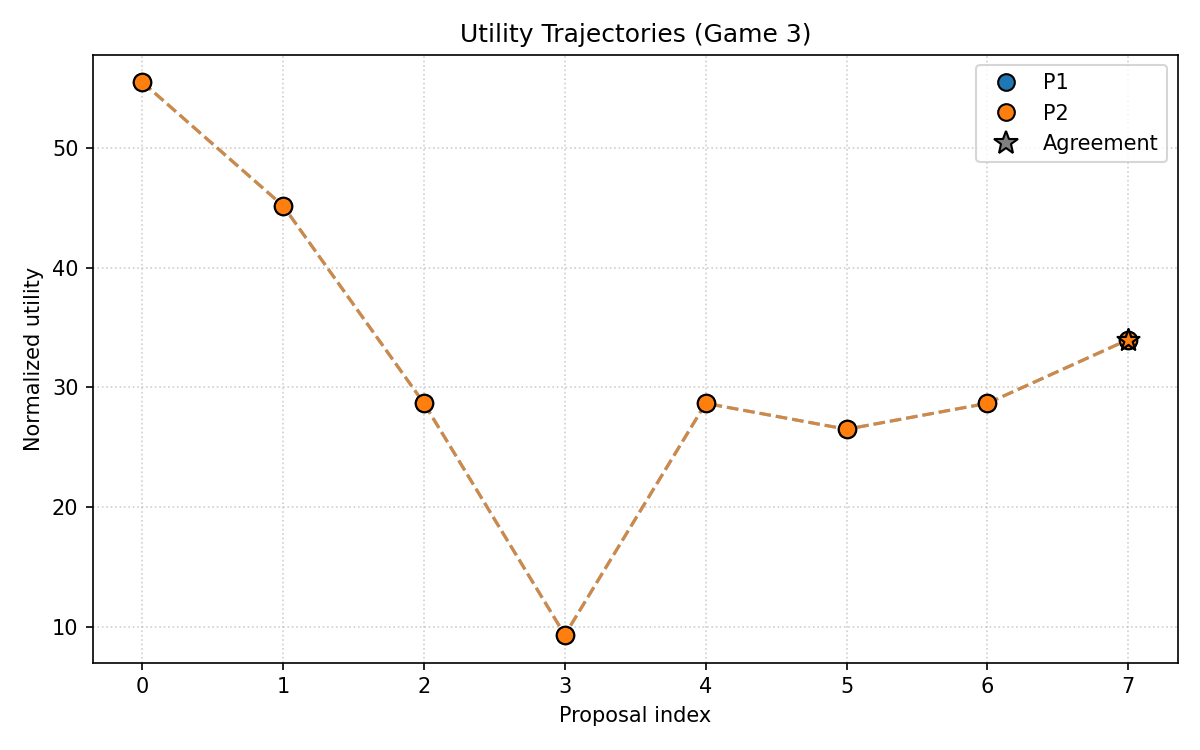 Utility Trajectories (Game 3)
P1
P2
Agreement
Normalized utility
50
40
30
20
10
0 1 2 3 4 5 6 7
Proposal index